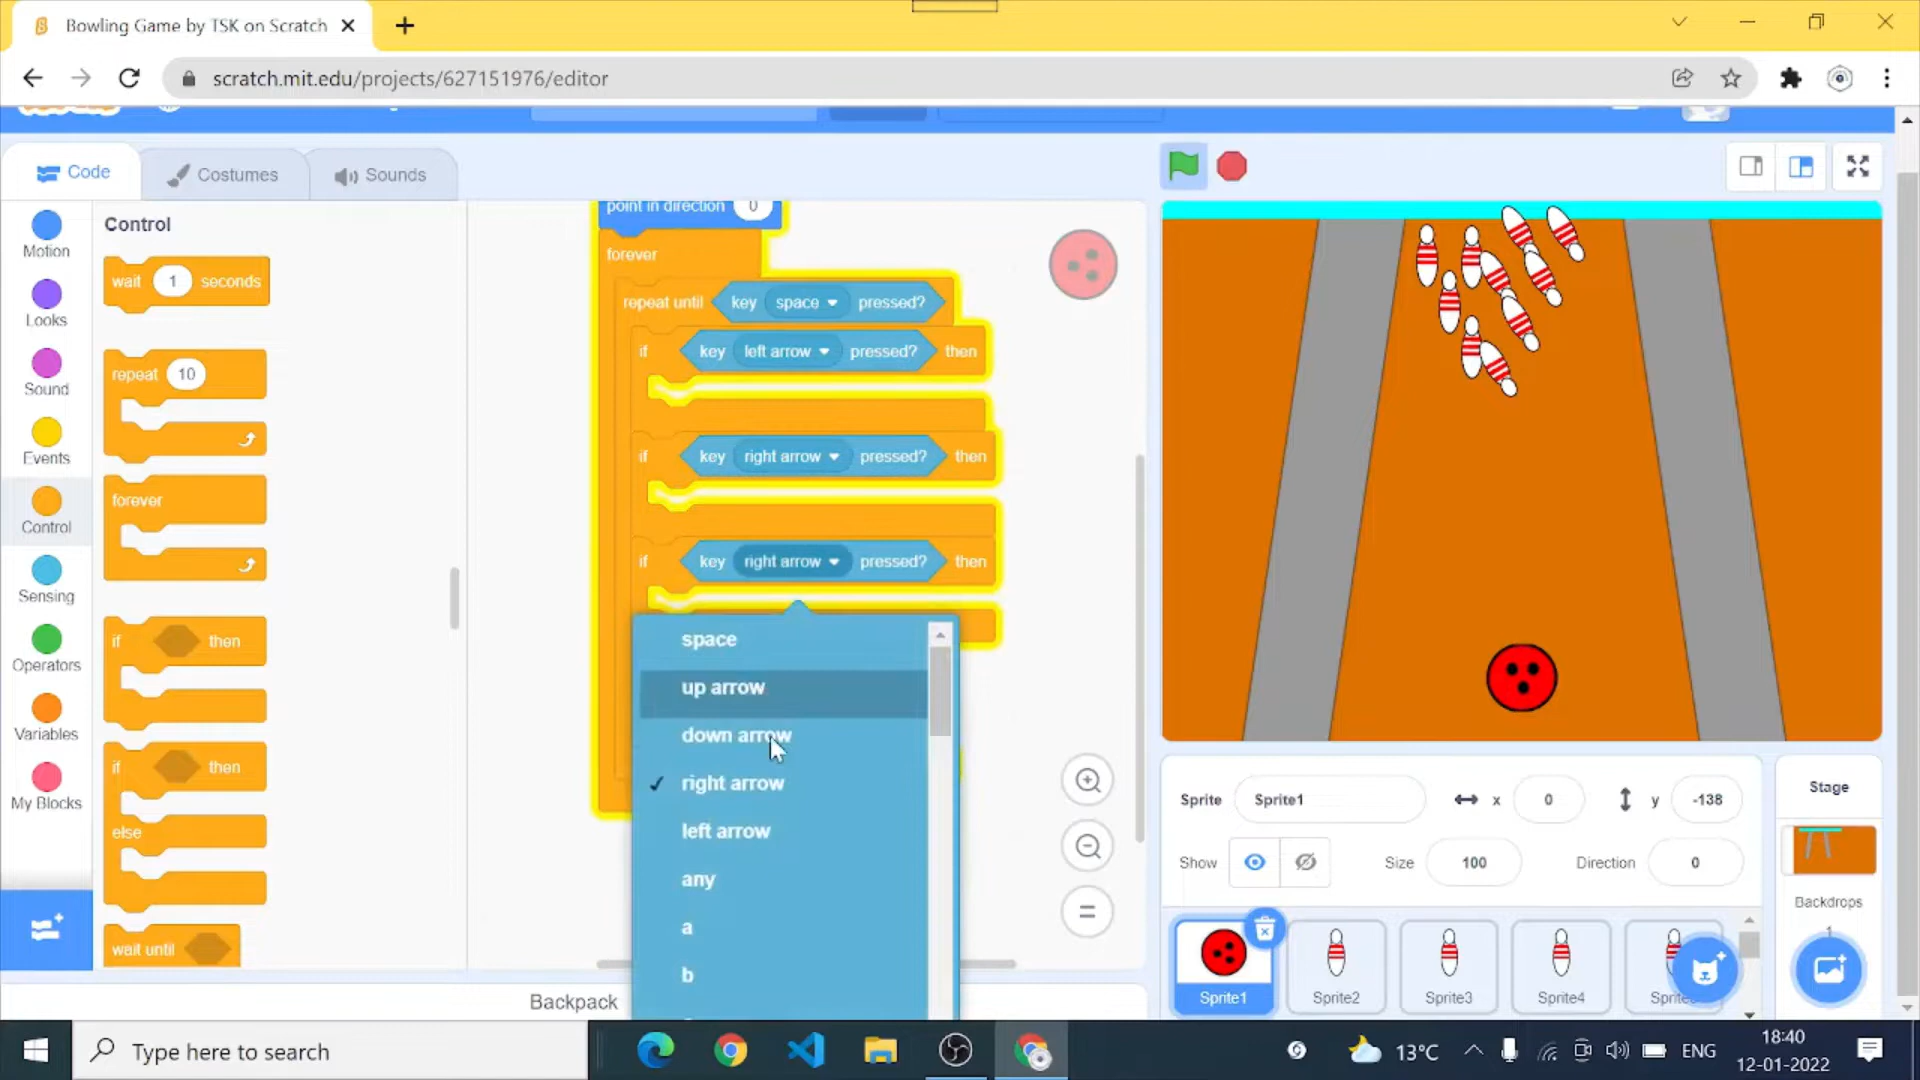 Bowling Game by TSK on Scratch
scratch.mit.edu/projects/627151976/editor
Code
Costumes
Sounds
Motion
Looks
Sound
Events
Control
Sensing
Operators
Variables
My Blocks
Control
wait 1 seconds
repeat 10
forever
if then
if then
else
wait until
point in direction 0
forever
repeat until key space pressed?
if key left arrow pressed? then
if key right arrow pressed? then
if key right arrow pressed? then
space
up arrow
down arrow
✓ right arrow
left arrow
any
a
b
Backpack
Sprite Sprite1 x 0 y -138
Show Size 100 Direction 0
Sprite1
Sprite2
Sprite3
Sprite4
Stage
Backdrops
1
Type here to search
13°C
ENG
18:40
12-01-2022